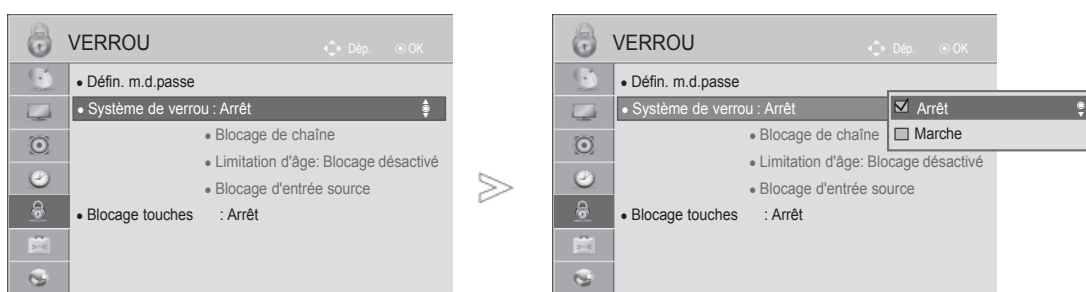 VERROU
Dép. OK
• Défin. m.d.passe
• Système de verrou : Arrêt
• Blocage de chaîne
• Limitation d'âge: Blocage désactivé
• Blocage d'entrée source
• Blocage touches : Arrêt
VERROU
Dép. OK
• Défin. m.d.passe
• Système de verrou : Arrêt
Arrêt
Marche
• Blocage de chaîne
• Limitation d'âge: Blocage désactivé
• Blocage d'entrée source
• Blocage touches : Arrêt